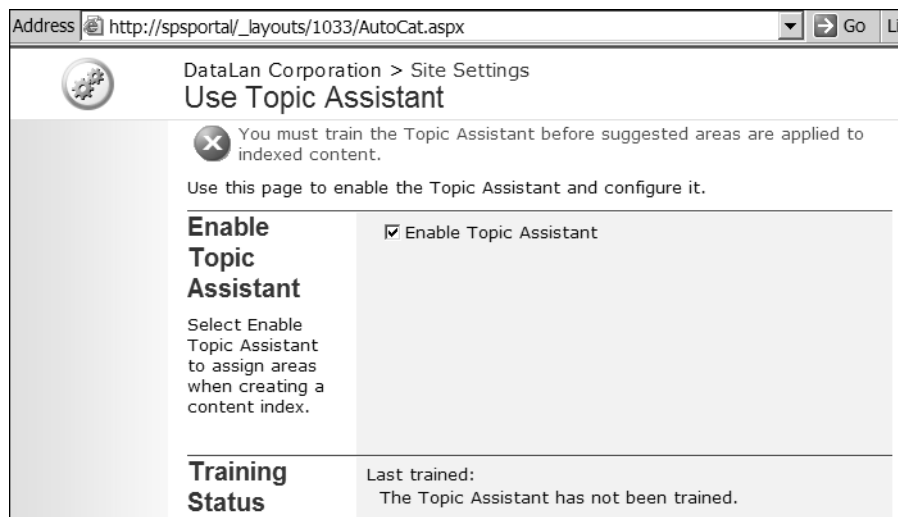 Address http://spsportal/_layouts/1033/AutoCat.aspx Go
DataLan Corporation > Site Settings
Use Topic Assistant
You must train the Topic Assistant before suggested areas are applied to
indexed content.
Use this page to enable the Topic Assistant and configure it.
Enable
Topic
Assistant
Enable Topic Assistant
Select Enable
Topic Assistant
to assign areas
when creating a
content index.
Training
Status
Last trained:
The Topic Assistant has not been trained.